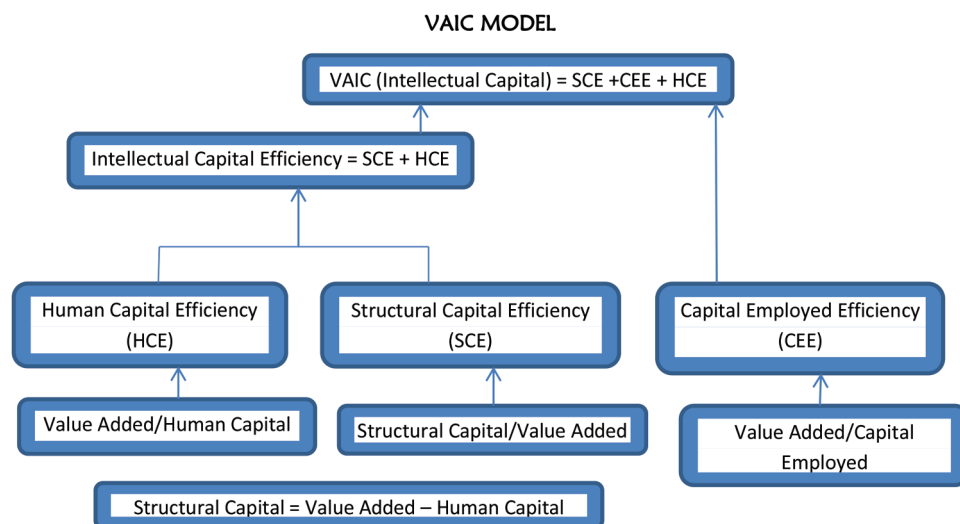 VAIC MODEL
VAIC (Intellectual Capital) = SCE +CEE + HCE
Intellectual Capital Efficiency = SCE + HCE
Human Capital Efficiency
(HCE)
Structural Capital Efficiency
(SCE)
Capital Employed Efficiency
(CEE)
Value Added/Human Capital
Structural Capital/Value Added
Value Added/Capital
Employed
Structural Capital = Value Added – Human Capital